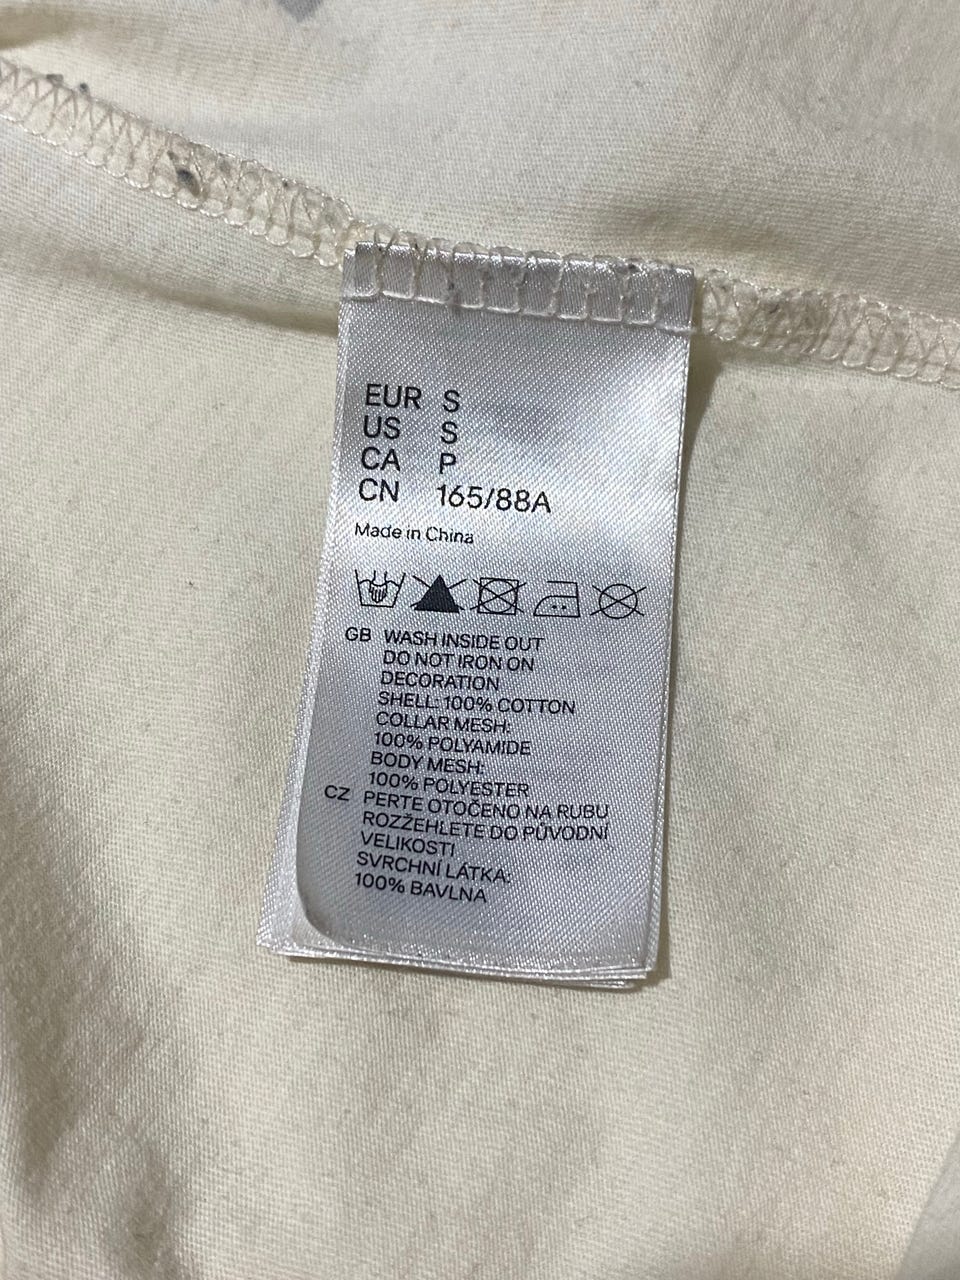 EUR S
US S
CA P
CN 165/88A
Made in China
GB WASH INSIDE OUT
DO NOT IRON ON
DECORATION
SHELL: 100% COTTON
COLLAR MESH:
100% POLYAMIDE
BODY MESH:
100% POLYESTER
CZ PERTE OTOČENO NA RUBU
ROZŽEHLETE DO PŮVODNÍ
VELIKOSTI
SVRCHNÍ LÁTKA:
100% BAVLNA